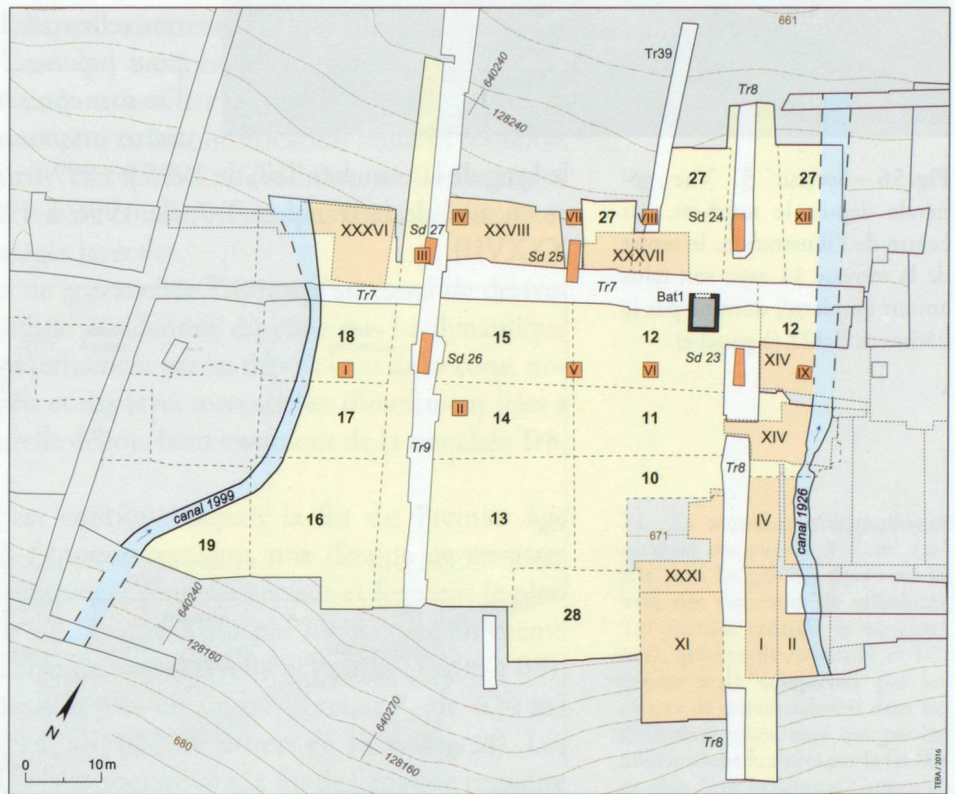 661
Tr39
640240
128240
Tr8
27
27
27
IV
VII
VIII
XII
Sd 24
XXXVI
Sd 27
XXVIII
III
Sd 25
XXXVII
Tr7
Tr7
Bat1
18
15
12
12
Sd 26
Sd 23
XIV
I
V
VI
IX
II
17
14
11
XIV
Tr9
Tr8
10
canal 1999
16
13
IV
canal 1926
19
671
XXXI
28
XI
I
II
640240
128160
640270
128160
680
Tr8
N
0 10 m
TERA / 2016